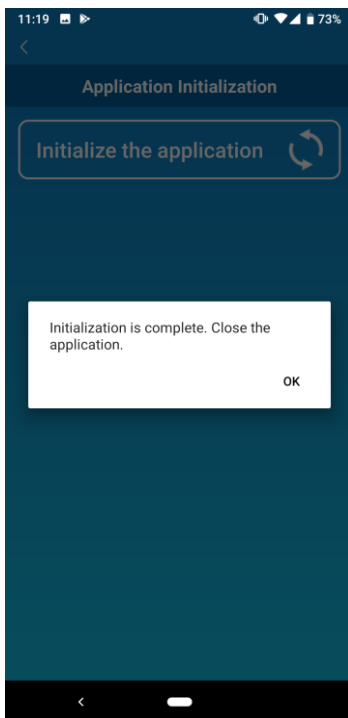 11:19 73%
Application Initialization
Initialize the application
Initialization is complete. Close the
application.
OK